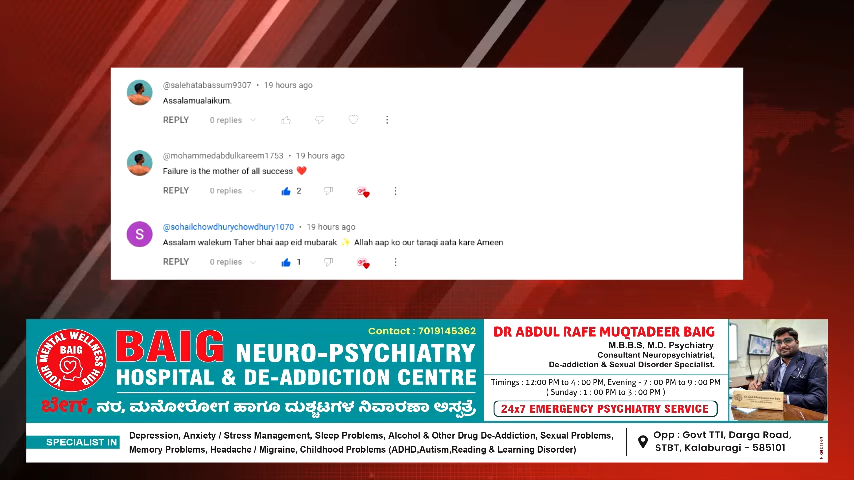 @salehatabassum9307 • 19 hours ago
Assalamualaikum.
REPLY 0 replies
@mohammedabdulkareem1753 • 19 hours ago
Failure is the mother of all success ❤️
REPLY 0 replies 2
S
@sohailchowdhurychowdhury1070 • 19 hours ago
Assalam walekum Taher bhai aap eid mubarak ✨ Allah aap ko our taraqi aata kare Ameen
REPLY 0 replies 1
YOUR MENTAL WELLNESS HUB
BAIG
Contact : 7019145362
BAIG NEURO-PSYCHIATRY
HOSPITAL & DE-ADDICTION CENTRE
ಬೇಗ್, ನರ, ಮನೋರೋಗ ಹಾಗೂ ದುಶ್ಚಟಗಳ ನಿವಾರಣಾ ಆಸ್ಪತ್ರೆ
DR ABDUL RAFE MUQTADEER BAIG
M.B.B.S, M.D. Psychiatry
Consultant Neuropsychiatrist,
De-addiction & Sexual Disorder Specialist.
Timings : 12:00 PM to 4 : 00 PM, Evening - 7 : 00 PM to 9 : 00 PM
( Sunday : 1 : 00 PM to 3 : 00 PM )
24x7 EMERGENCY PSYCHIATRY SERVICE
SPECIALIST IN
Depression, Anxiety / Stress Management, Sleep Problems, Alcohol & Other Drug De-Addiction, Sexual Problems,
Memory Problems, Headache / Migraine, Childhood Problems (ADHD,Autism,Reading & Learning Disorder)
Opp : Govt TTI, Darga Road,
STBT, Kalaburagi - 585101